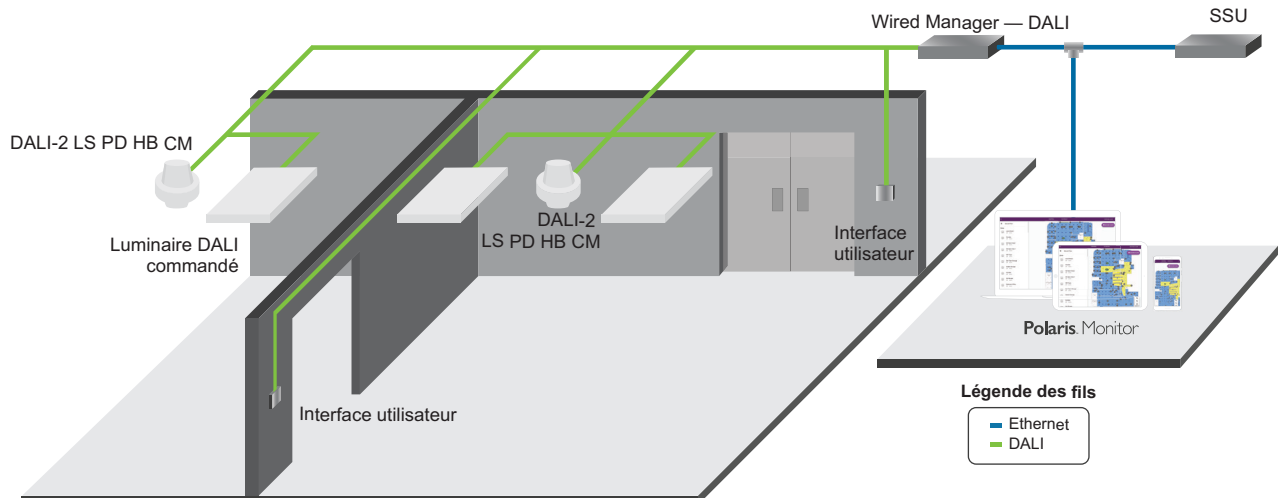 Wired Manager — DALI
SSU
DALI-2 LS PD HB CM
Luminaire DALI
commandé
DALI-2
LS PD HB CM
Interface
utilisateur
Interface utilisateur
Polaris. Monitor
Légende des fils
Ethernet
DALI